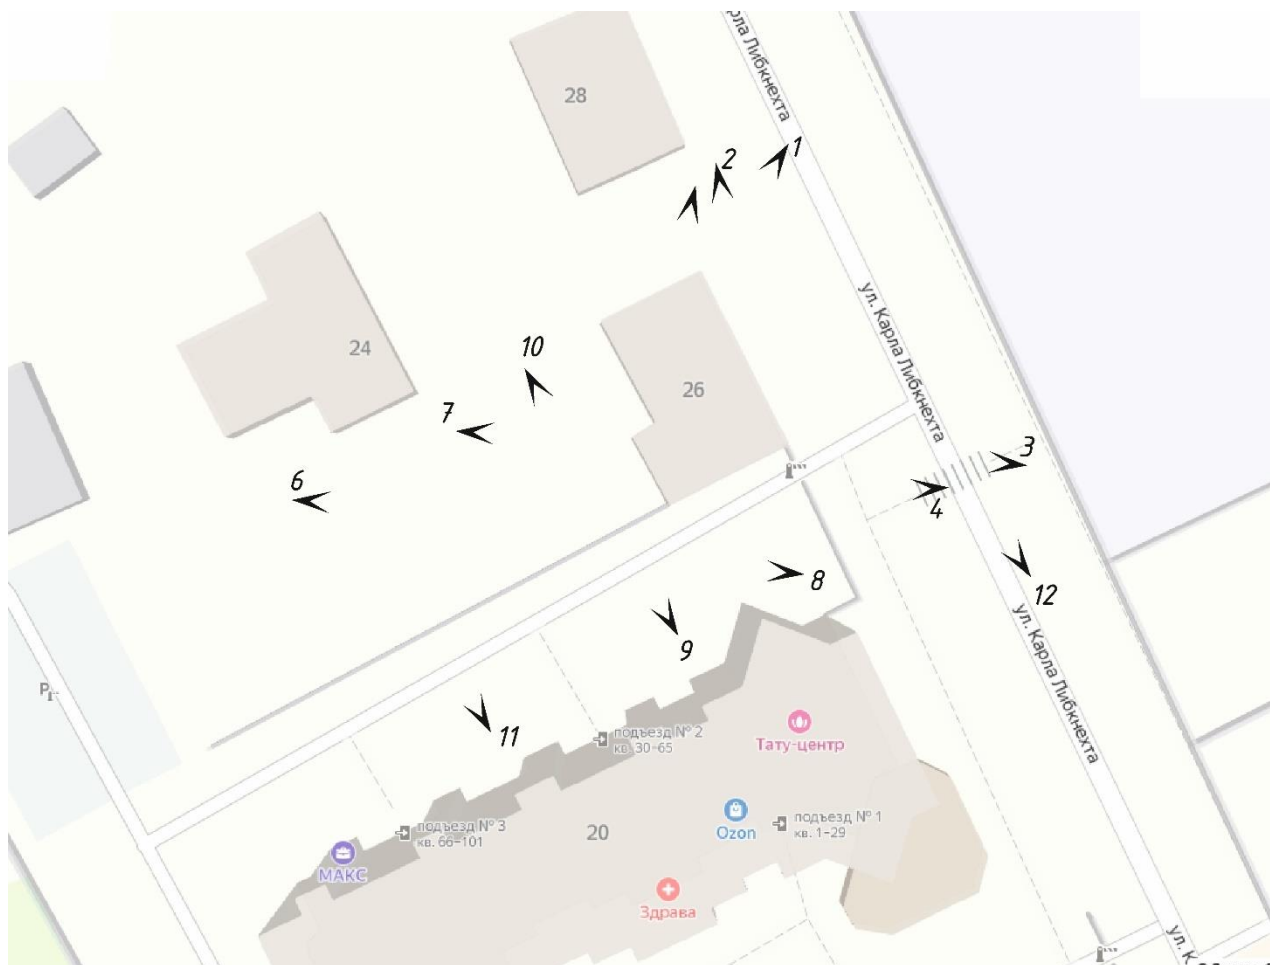 рла Либкнехта
28
2
1
ул. Карла Либкнехта
24
10
26
7
3
6
4
8
12
9
ул. Карла Либкнехта
P
11
подъезд № 2
кв. 30-65
Тату-центр
подъезд № 3
кв. 66-101
20
Ozon
подъезд № 1
кв. 1-29
МАКС
Здрава
ул. К